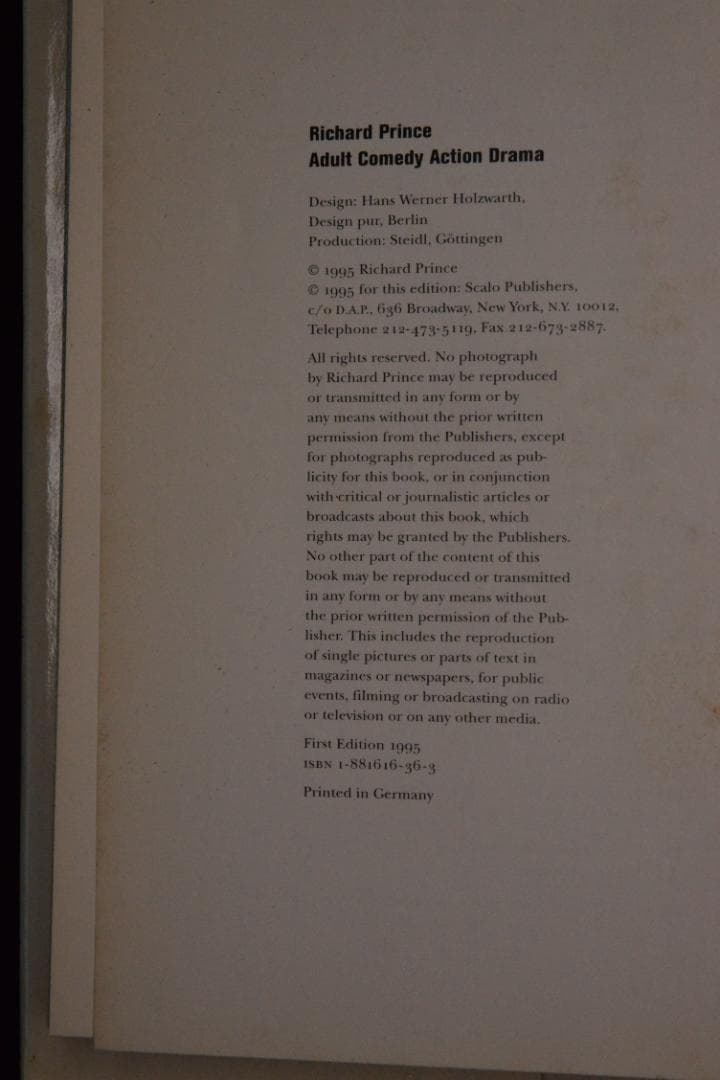 Richard Prince
Adult Comedy Action Drama
Design: Hans Werner Holzwarth,
Design pur, Berlin
Production: Steidl, Göttingen
© 1995 Richard Prince
© 1995 for this edition: Scalo Publishers,
c/o D.A.P., 636 Broadway, New York, N.Y. 10012,
Telephone 212-473-5119, Fax 212-673-2887.
All rights reserved. No photograph
by Richard Prince may be reproduced
or transmitted in any form or by
any means without the prior written
permission from the Publishers, except
for photographs reproduced as pub-
licity for this book, or in conjunction
with critical or journalistic articles or
broadcasts about this book, which
rights may be granted by the Publishers.
No other part of the content of this
book may be reproduced or transmitted
in any form or by any means without
the prior written permission of the Pub-
lisher. This includes the reproduction
of single pictures or parts of text in
magazines or newspapers, for public
events, filming or broadcasting on radio
or television or on any other media.
First Edition 1995
ISBN 1-881616-36-3
Printed in Germany